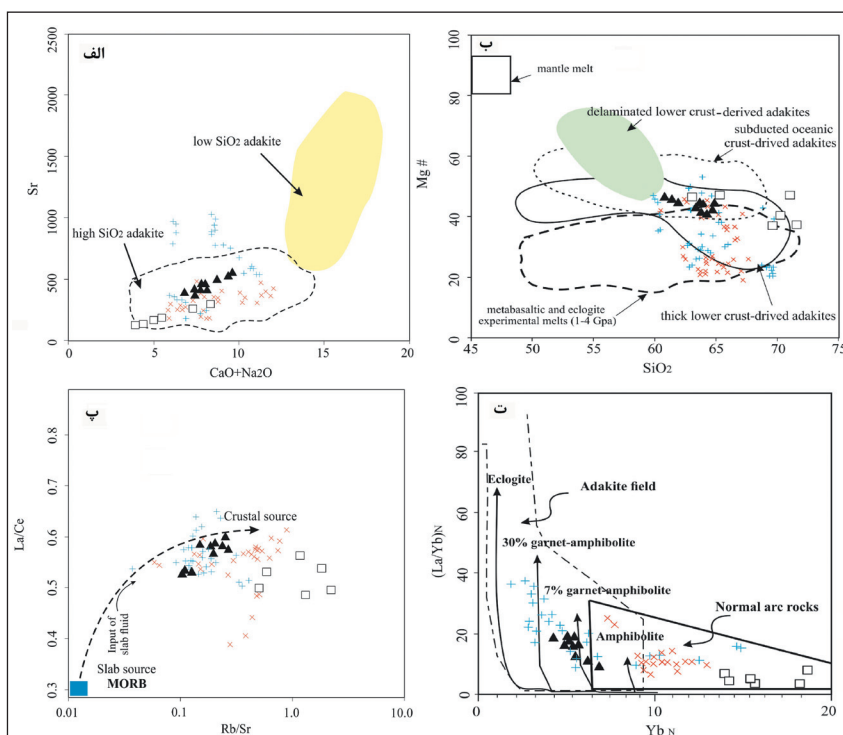 الف
2500
2000
1500
1000
500
0
Sr
low SiO2 adakite
high SiO2 adakite
0
5
10
15
20
CaO+Na2O
ب
100
80
60
40
20
0
Mg #
mantle melt
delaminated lower crust-derived adakites
subducted oceanic
crust-drived adakites
metabasaltic and eclogite
experimental melts (1-4 Gpa)
thick lower crust-drived adakites
45
50
55
60
65
70
75
SiO2
پ
0.8
0.7
0.6
0.5
0.4
0.3
La/Ce
Crustal source
Input of
slab fluid
Slab source
MORB
0.01
0.1
1.0
10.0
Rb/Sr
ت
100
80
60
40
20
0
(La/Yb)N
Eclogite
Adakite field
30% garnet-amphibolite
7% garnet-amphibolite
Normal arc rocks
Amphibolite
0
10
20
Yb N